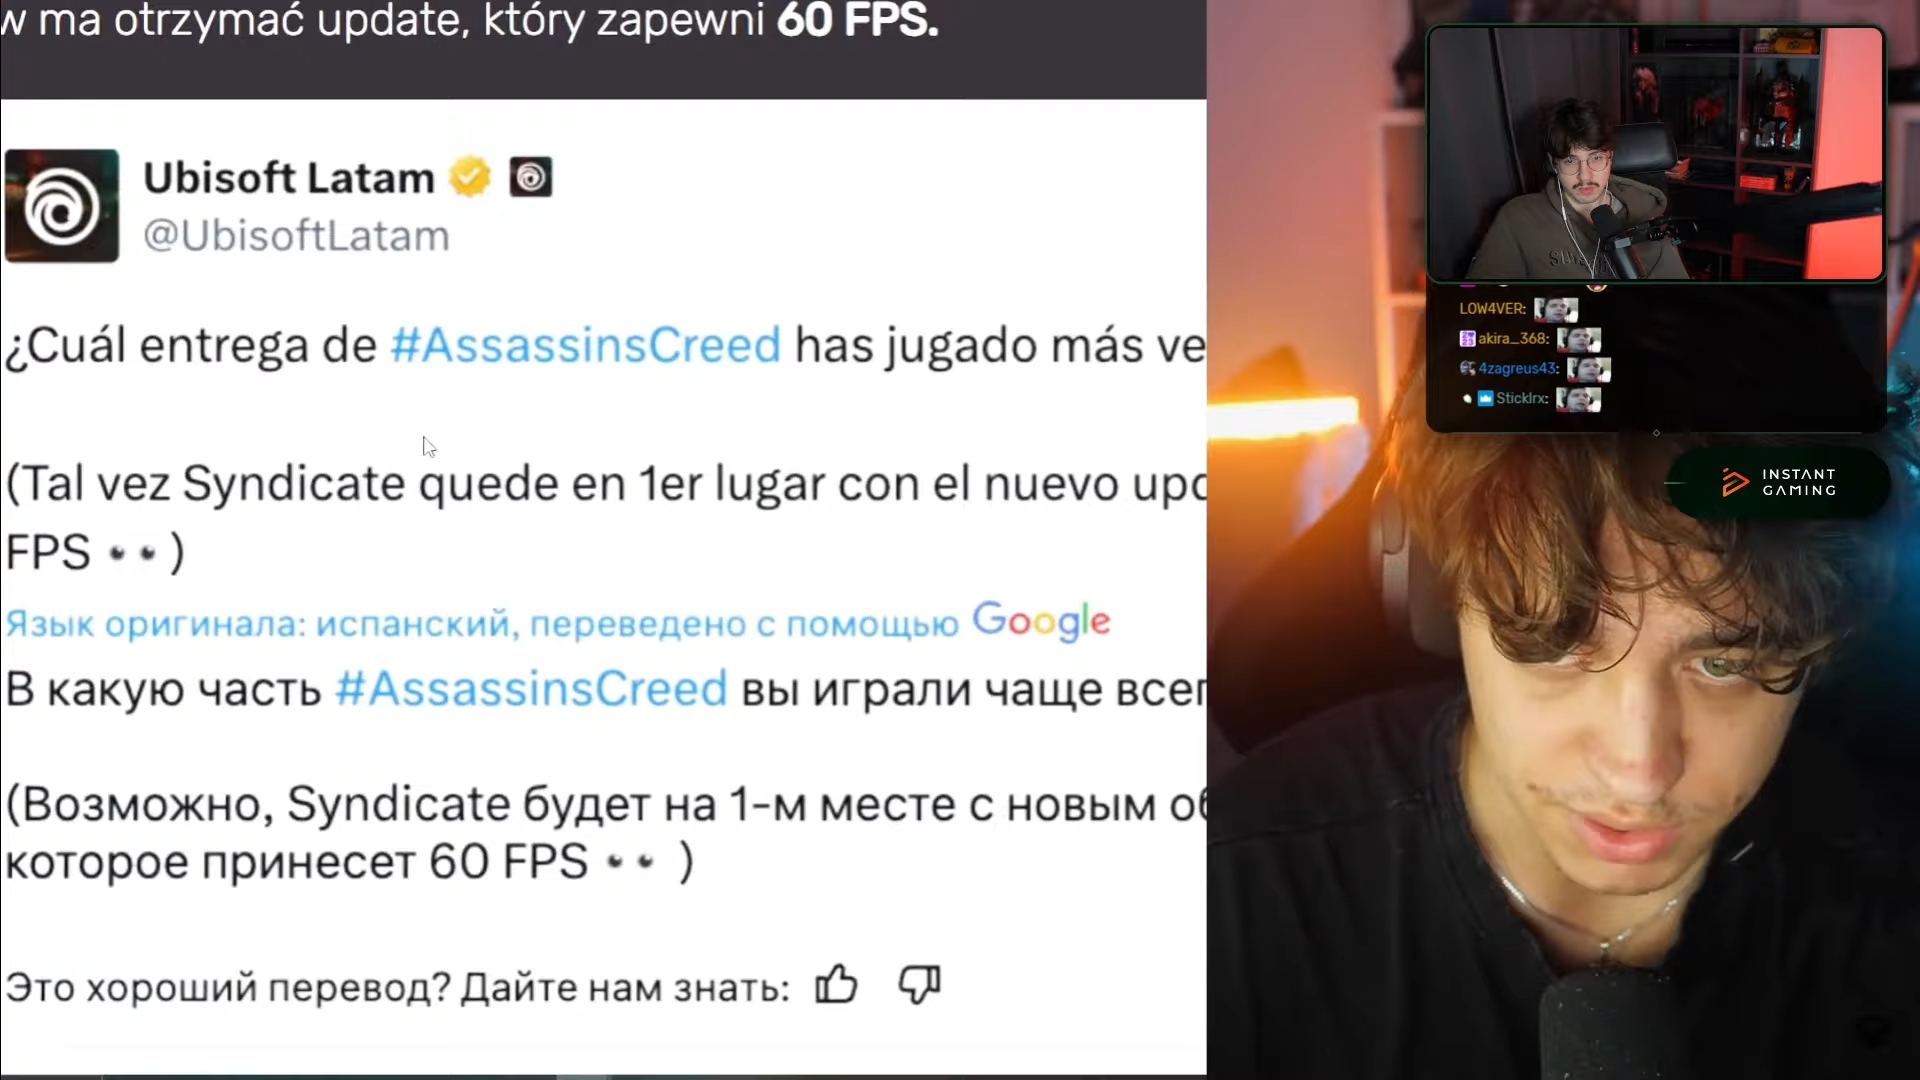 w ma otrzymać update, który zapewni 60 FPS.
Ubisoft Latam
@UbisoftLatam
¿Cuál entrega de #AssassinsCreed has jugado más
(Tal vez Syndicate quede en 1er lugar con el nuevo
FPS 👀)
Язык оригинала: испанский, переведено с помощью Google
В какую часть #AssassinsCreed вы играли чаще
(Возможно, Syndicate будет на 1-м месте с новым
которое принесет 60 FPS 👀 )
Это хороший перевод? Дайте нам знать:
LOW4VER:
akira_368:
4zagreus43:
Sticklrx:
INSTANT
GAMING